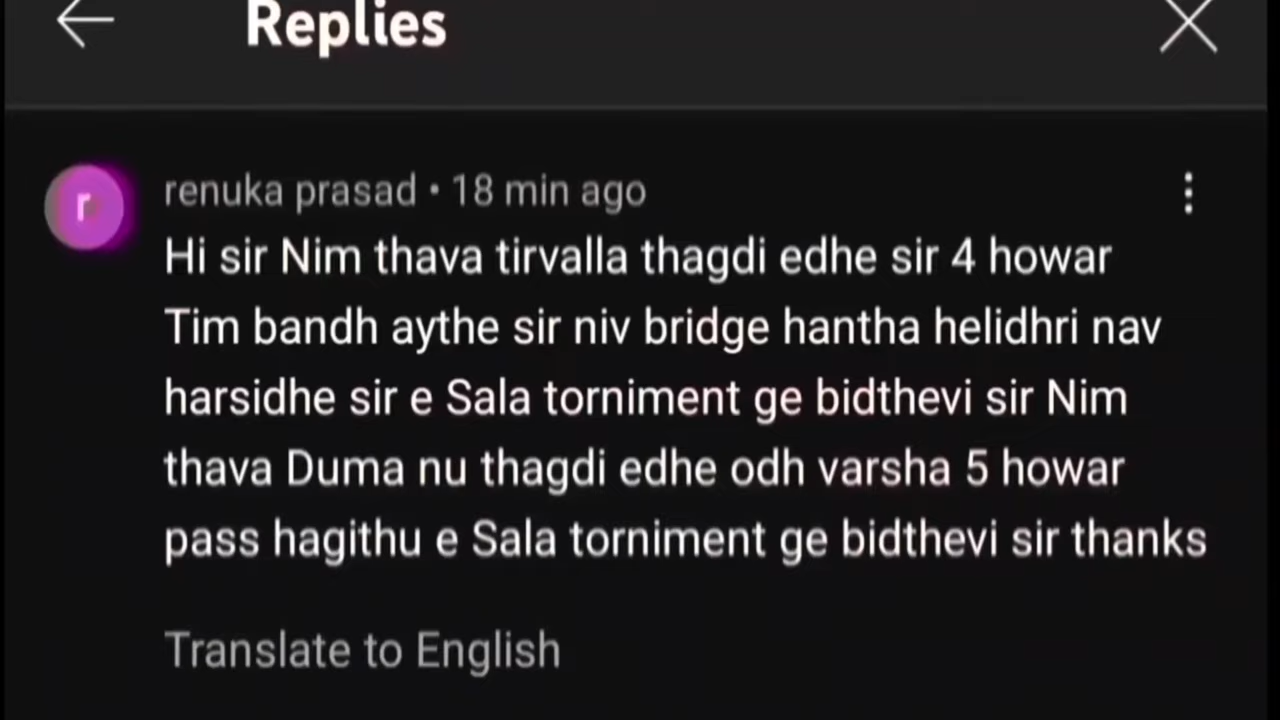 Replies
renuka prasad • 18 min ago
Hi sir Nim thava tirvalla thagdi edhe sir 4 howar
Tim bandh aythe sir niv bridge hantha helidhri nav
harsidhe sir e Sala torniment ge bidthevi sir Nim
thava Duma nu thagdi edhe odh varsha 5 howar
pass hagithu e Sala torniment ge bidthevi sir thanks
Translate to English